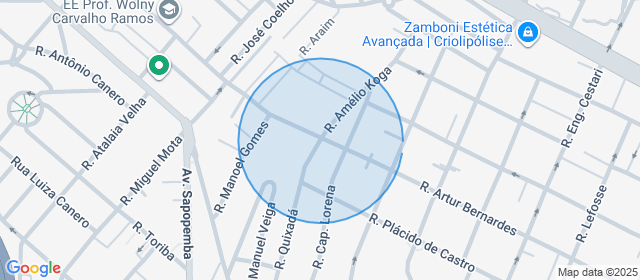 EE Prof. Wolny
Carvalho Ramos
R. José Coelho
R. Araim
Zamboni Estética
Avançada | Criolipólise...
R. Antônio Canero
R. Atalaia Velha
R. Miguel Mota
Rua Luiza Canero
R. Toriba
Av. Sapopemba
R. Manoel Gomes
Manuel Veiga
R. Quixadá
R. Cap. Lorena
R. Amélio Koga
R. Artur Bernardes
R. Plácido de Castro
R. Eng. Cestari
R. Lefosse
Google
Map data ©2025